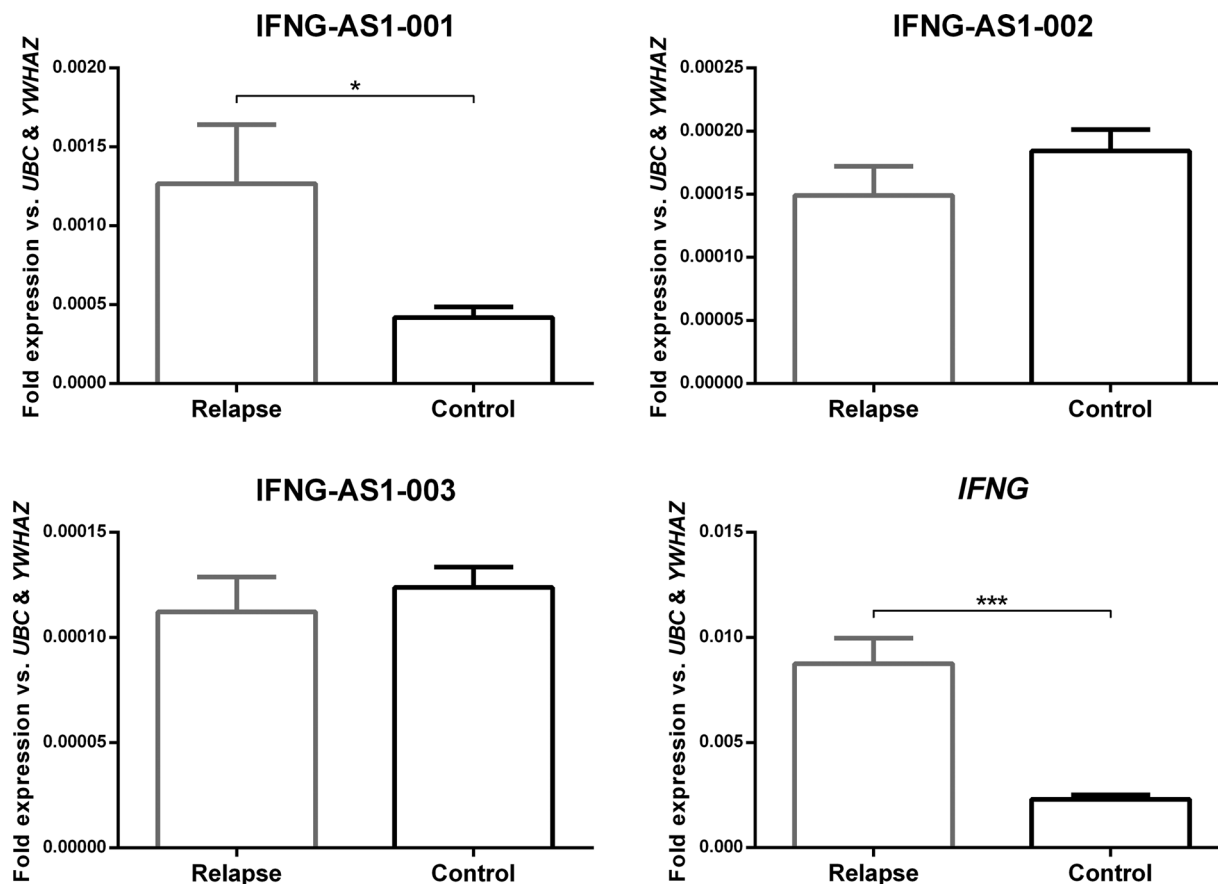 IFNG-AS1-001
Fold expression vs. UBC & YWHAZ
0.0020
0.0015
0.0010
0.0005
0.0000
*
Relapse Control
IFNG-AS1-002
Fold expression vs. UBC & YWHAZ
0.00025
0.00020
0.00015
0.00010
0.00005
0.00000
Relapse Control
IFNG-AS1-003
Fold expression vs. UBC & YWHAZ
0.00015
0.00010
0.00005
0.00000
Relapse Control
IFNG
Fold expression vs. UBC & YWHAZ
0.015
0.010
0.005
0.000
***
Relapse Control